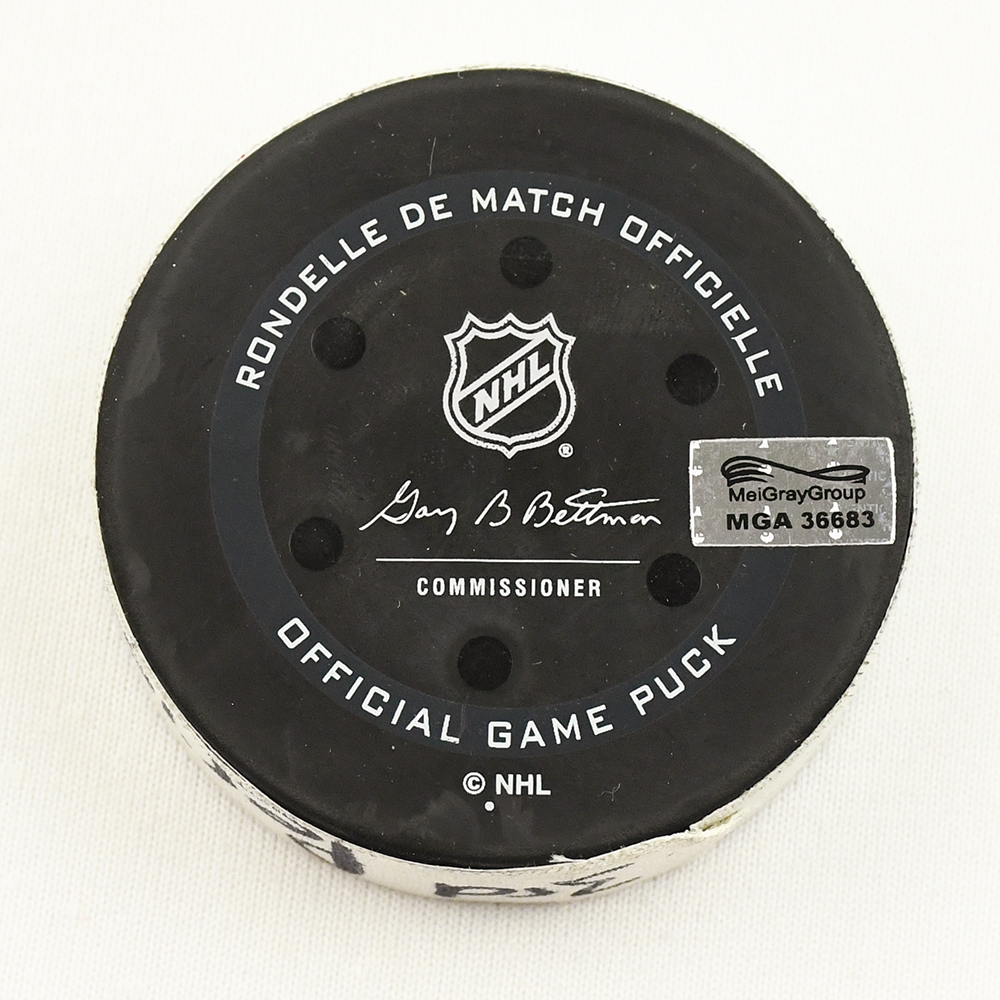 RONDELLE DE MATCH OFFICIELLE
NHL
®
Gary B Bettman
COMMISSIONER
MeiGrayGroup
MGA 36683
OFFICIAL GAME PUCK
© NHL